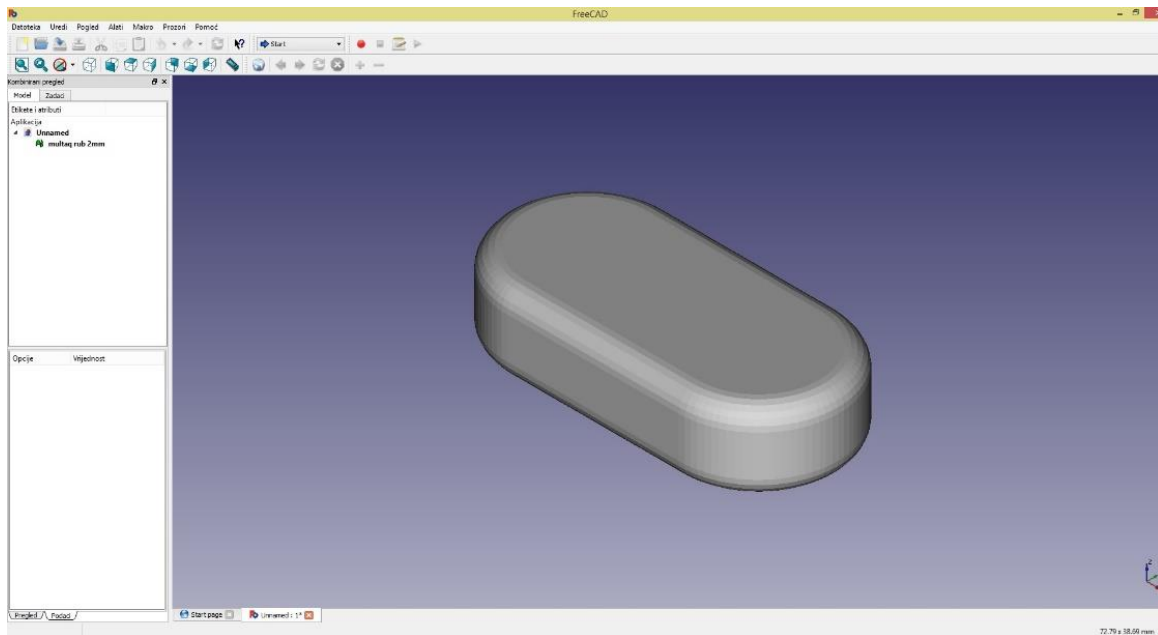 FreeCAD
Datoteka Uredi Pogled Alati Makro Prozori Pomoć
Start
Kombinirani pregled
Model Zadaci
Etikete i atributi
Aplikacija
Unnamed
multaq rub 2mm
Opcije Vrijednost
Pregled Podaci
Start page Unnamed : 1*
Z
72.79 x 38.69 mm